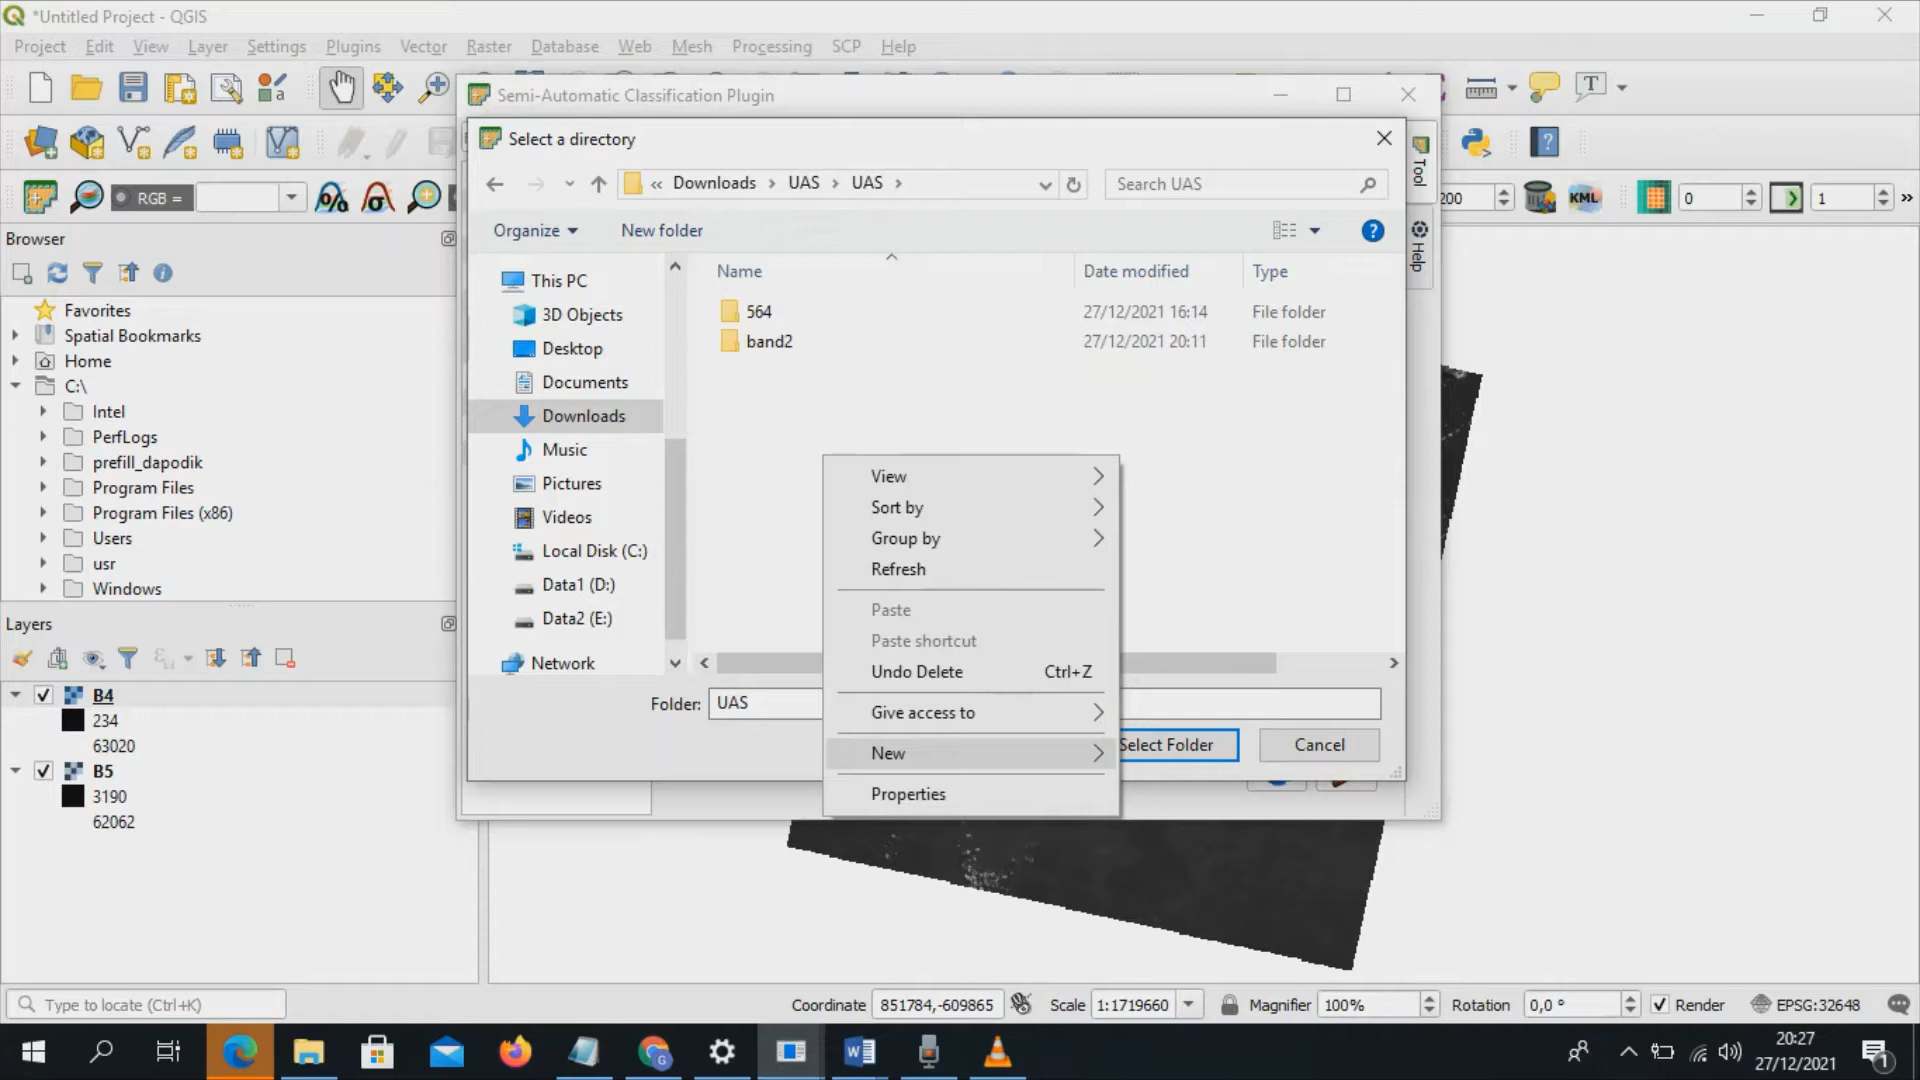 *Untitled Project - QGIS
Project Edit View Layer Settings Plugins Vector Raster Database Web Mesh Processing SCP Help
Semi-Automatic Classification Plugin
Select a directory
« Downloads › UAS › UAS ›
Search UAS
Organize
New folder
RGB =
200
KML
0
1
»
Tool
Help
Name
Date modified
Type
564
27/12/2021 16:14
File folder
band2
27/12/2021 20:11
File folder
This PC
3D Objects
Desktop
Documents
Downloads
Music
Pictures
Videos
Local Disk (C:)
Data1 (D:)
Data2 (E:)
Network
View
Sort by
Group by
Refresh
Paste
Paste shortcut
Undo Delete Ctrl+Z
Give access to
New
Properties
Folder: UAS
Select Folder
Cancel
Browser
Favorites
Spatial Bookmarks
Home
C:\
Intel
PerfLogs
prefill_dapodik
Program Files
Program Files (x86)
Users
usr
Windows
Layers
B4
234
63020
B5
3190
62062
Type to locate (Ctrl+K)
Coordinate 851784,-609865
Scale 1:1719660
Magnifier 100%
Rotation 0,0 °
Render
EPSG:32648
20:27
27/12/2021
1